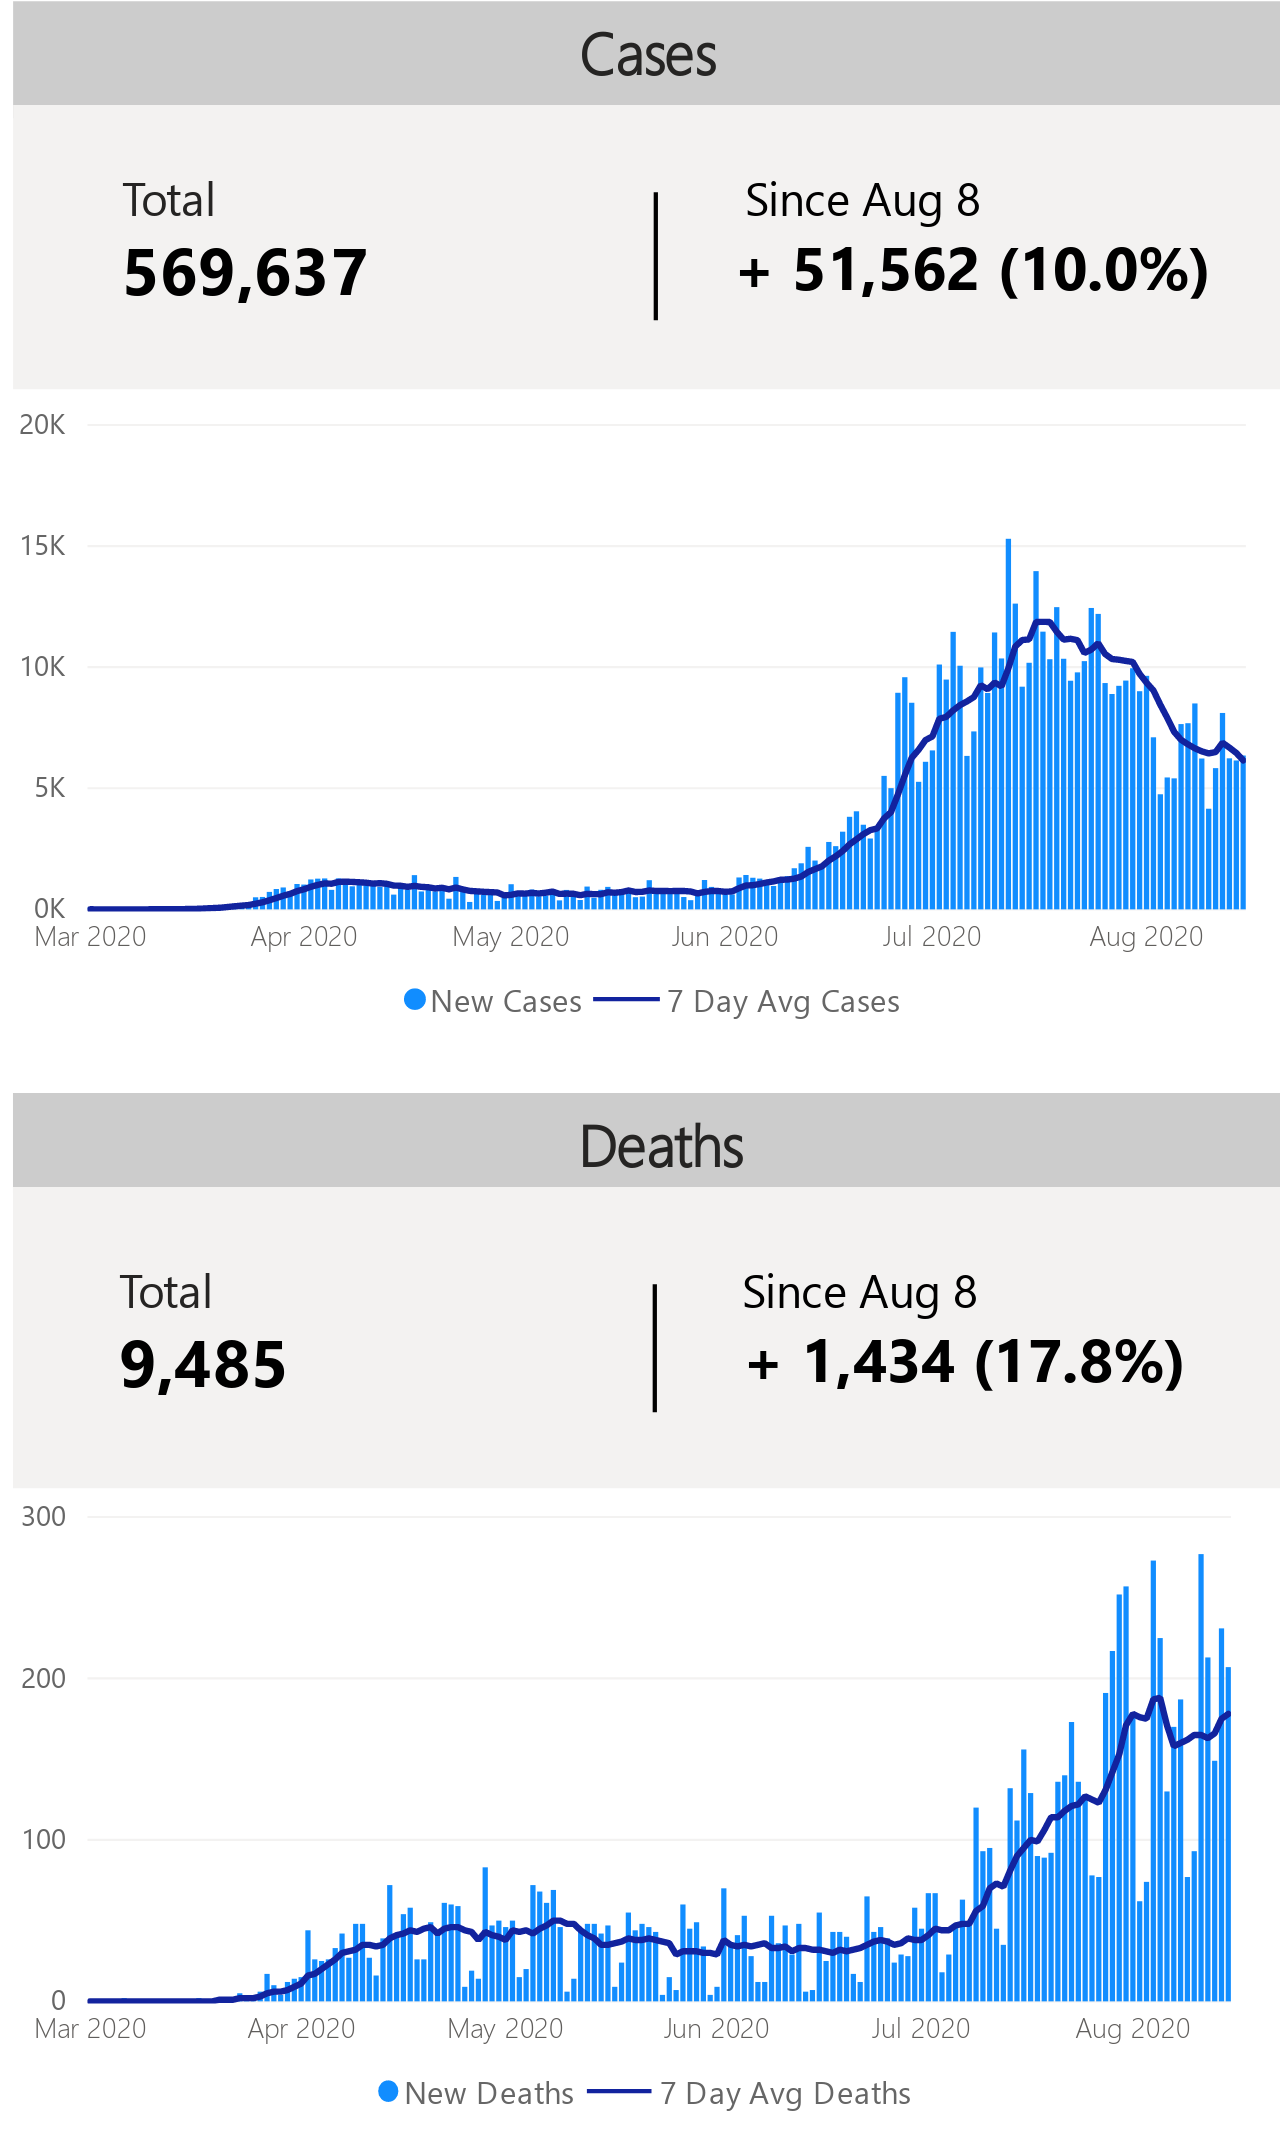 Cases
Total
Since Aug 8
569,637
+ 51,562 (10.0%)
20K
15K
10K
5K
0K
Mar 2020 Apr 2020 May 2020 Jun 2020 Jul 2020 Aug 2020
New Cases 7 Day Avg Cases
Deaths
Total
Since Aug 8
9,485
+ 1,434 (17.8%)
300
200
100
0
Mar 2020 Apr 2020 May 2020 Jun 2020 Jul 2020 Aug 2020
New Deaths 7 Day Avg Deaths